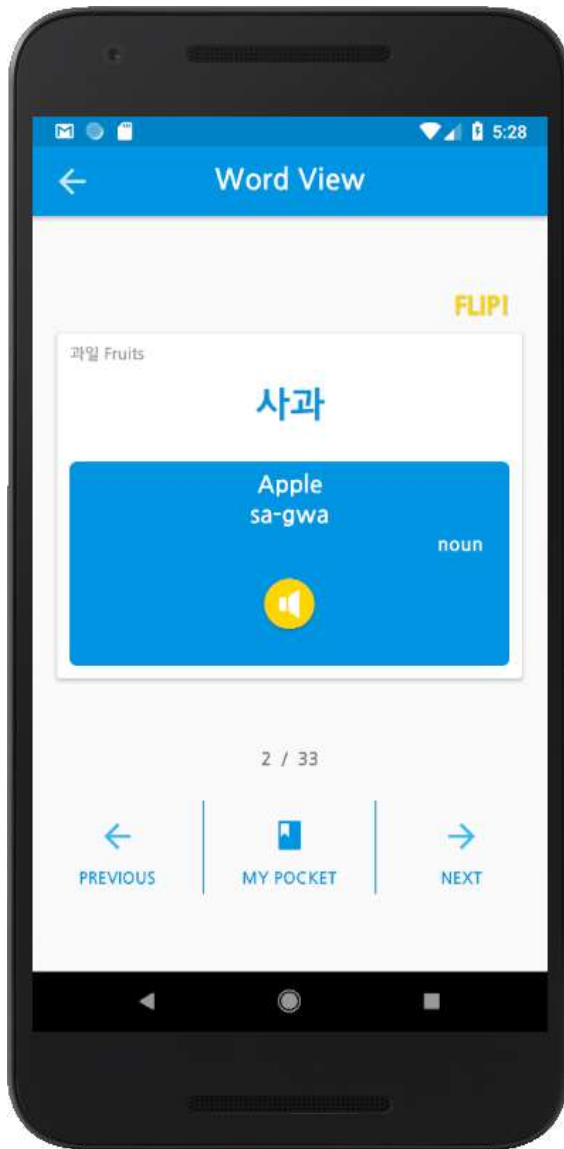 5:28
Word View
FLIP!
과일 Fruits
사과
Apple
sa-gwa
noun
2 / 33
PREVIOUS
MY POCKET
NEXT